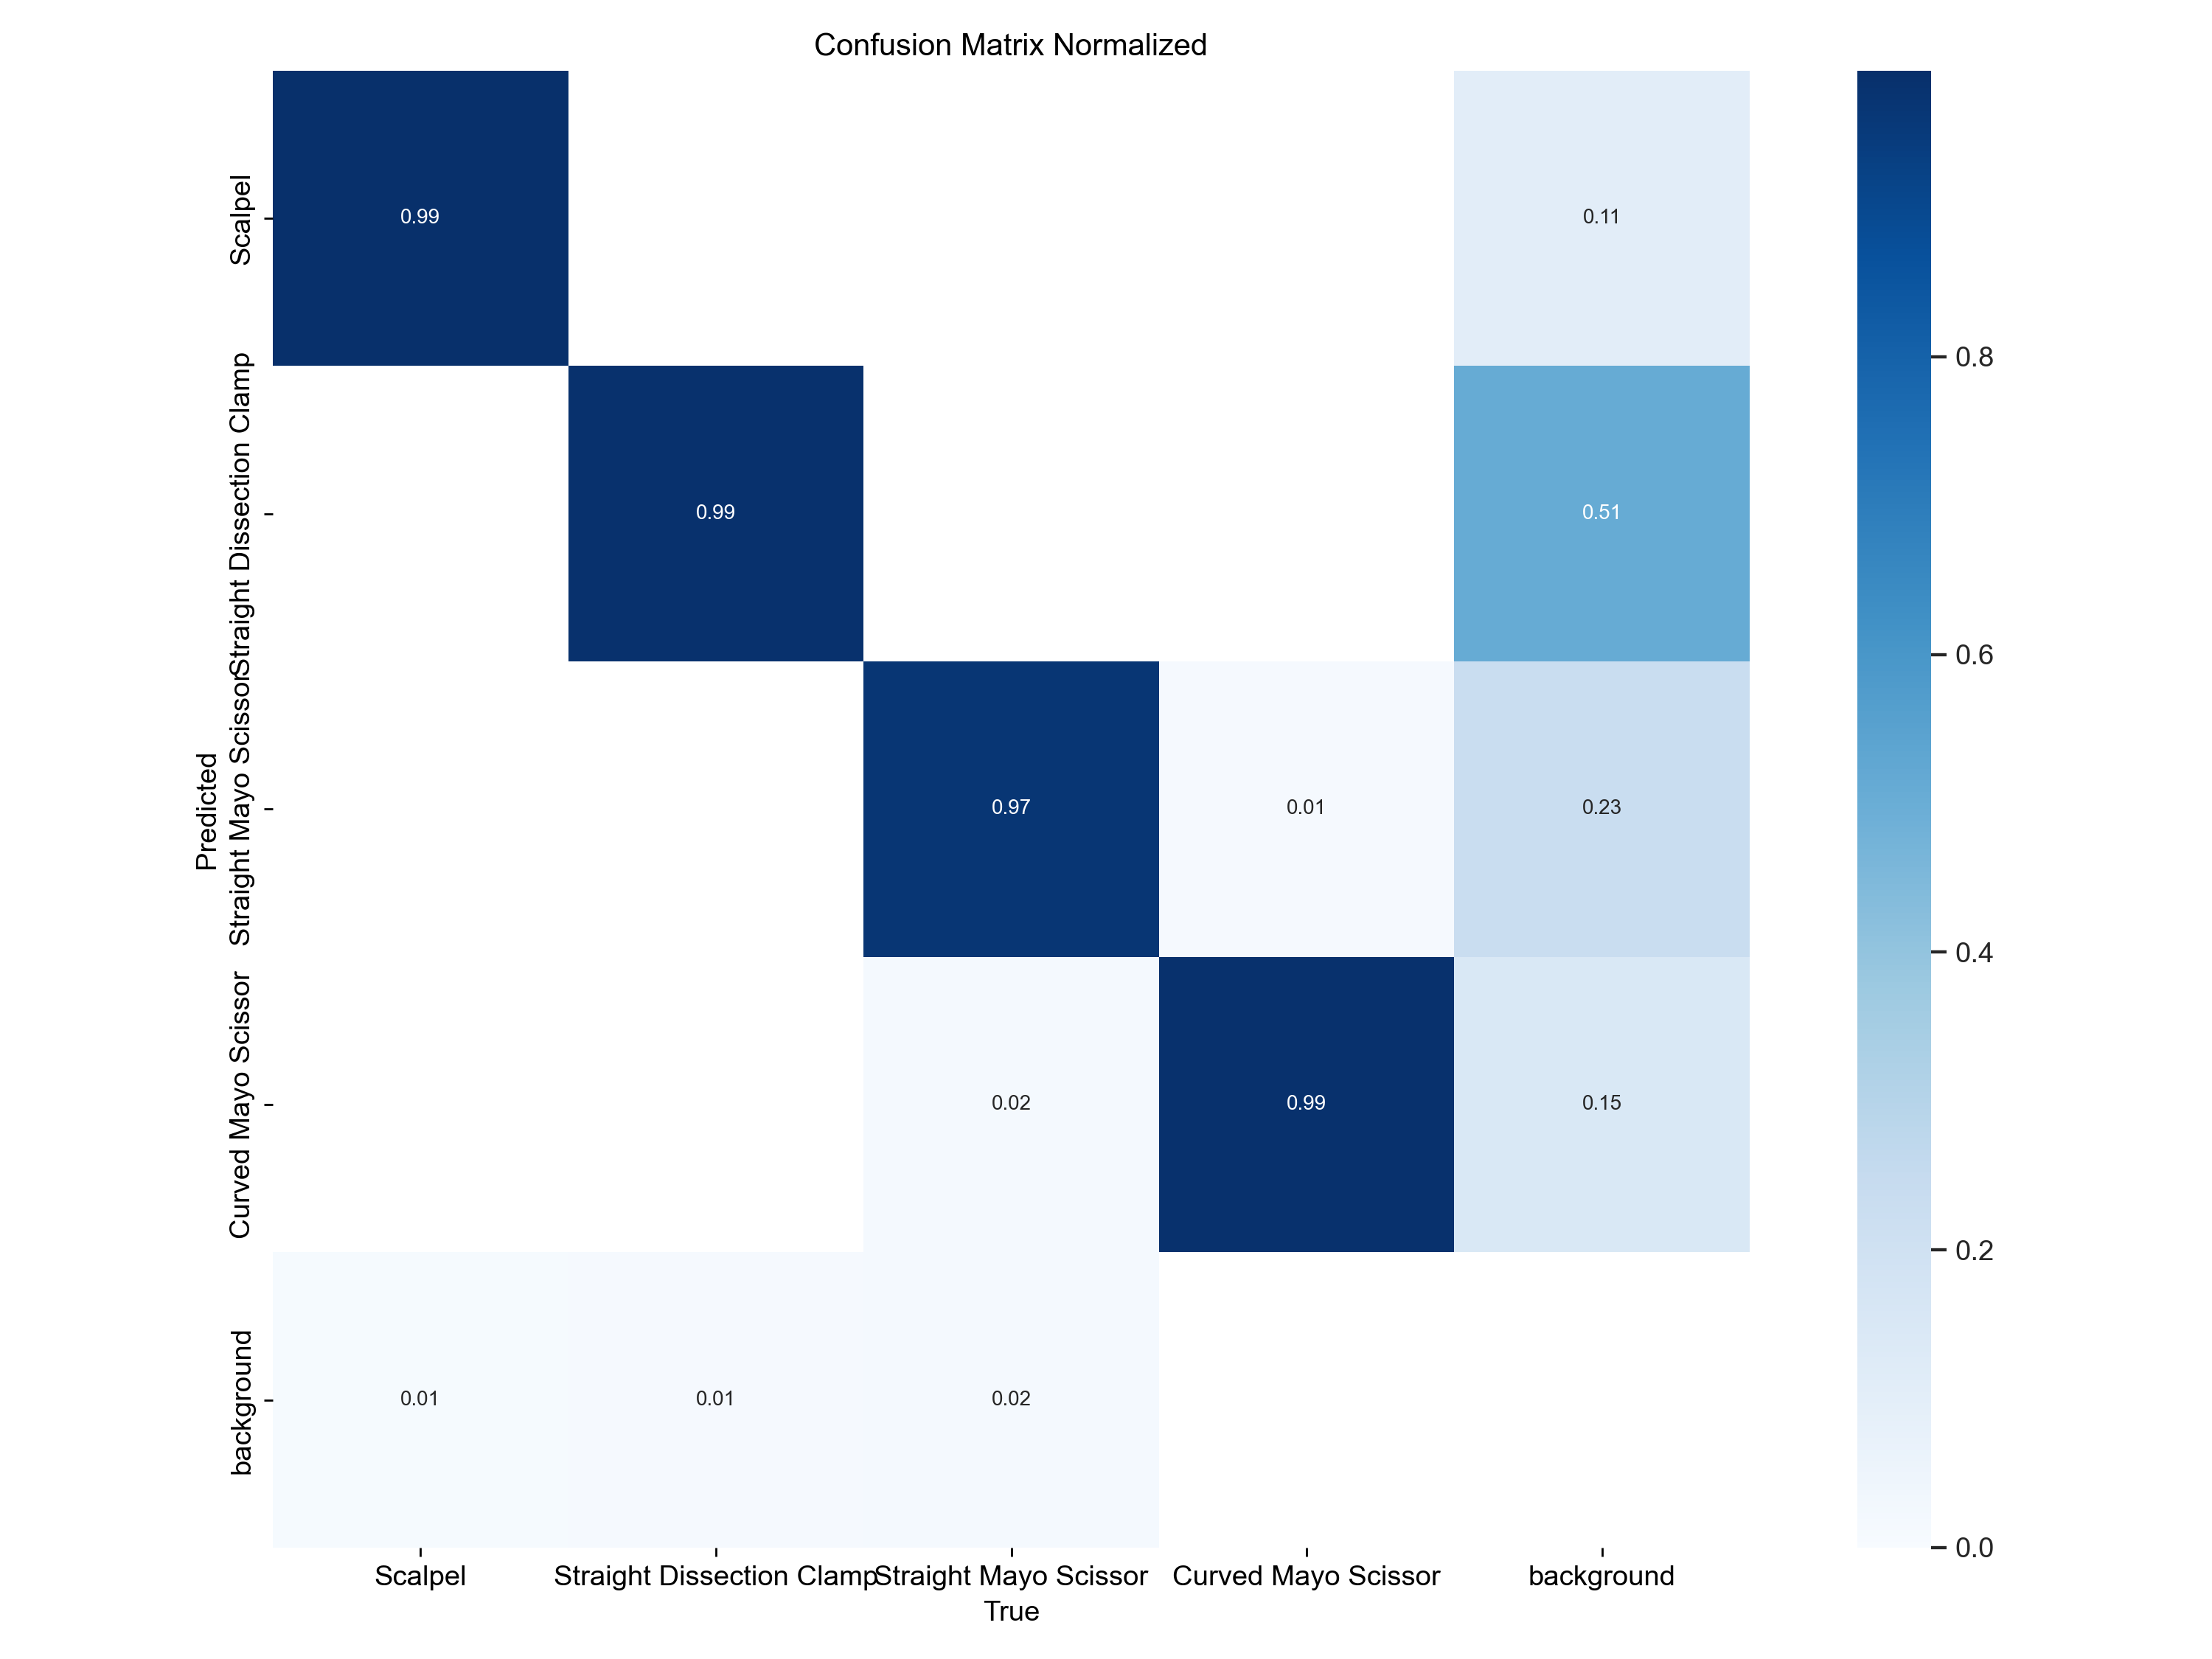 Confusion Matrix Normalized
Scalpel
0.99
0.11
Straight Dissection Clamp
0.99
0.51
0.8
0.6
Predicted
Straight Mayo Scissor
0.97
0.01
0.23
0.4
Curved Mayo Scissor
0.02
0.99
0.15
0.2
background
0.01
0.01
0.02
0.0
Scalpel
Straight Dissection Clamp
Straight Mayo Scissor
Curved Mayo Scissor
background
True